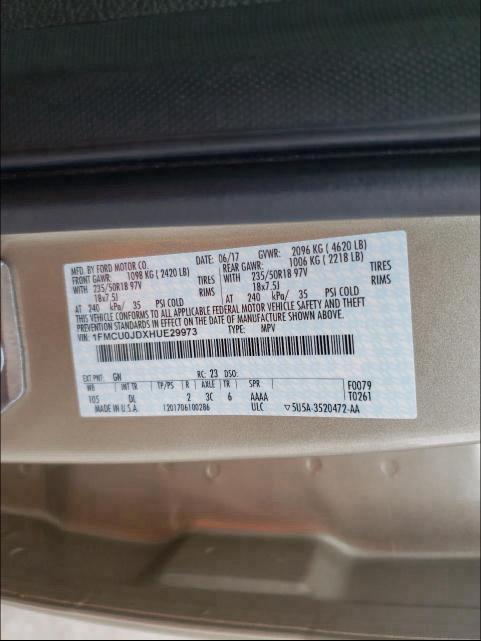 MFD. BY FORD MOTOR CO. DATE: 06/17 GVWR: 2096 KG ( 4620 LB)
FRONT GAWR: 1098 KG ( 2420 LB) REAR GAWR: 1006 KG ( 2218 LB)
WITH 235/50R18 97V TIRES WITH 235/50R18 97V TIRES
18x7.5J RIMS 18x7.5J RIMS
AT 240 kPa/ 35 PSI COLD AT 240 kPa/ 35 PSI COLD
THIS VEHICLE CONFORMS TO ALL APPLICABLE FEDERAL MOTOR VEHICLE SAFETY AND THEFT
PREVENTION STANDARDS IN EFFECT ON THE DATE OF MANUFACTURE SHOWN ABOVE.
VIN: 1FMCU0JDXHUE29973 TYPE: MPV
EXT PNT: GN RC: 23 DSO:
WB INT TR TP/PS R AXLE TR SPR F0079
105 DL 2 3C 6 AAAA T0261
MADE IN U.S.A. 1201706100286 ULC ▽5U5A-3520472-AA